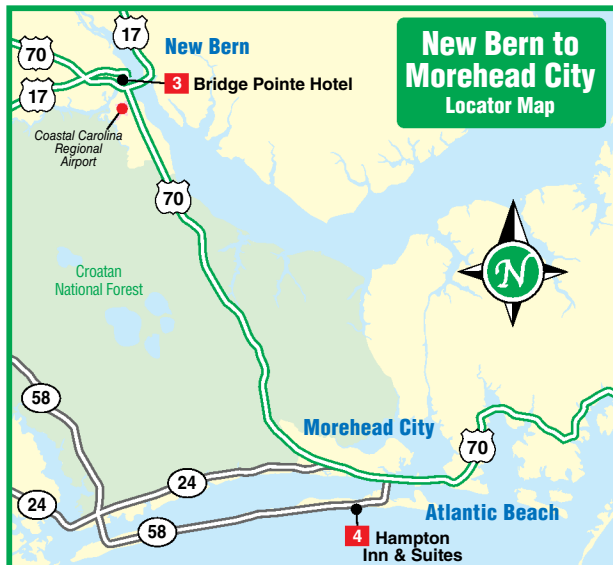 New Bern to
Morehead City
Locator Map
17
70
New Bern
3 Bridge Pointe Hotel
17
Coastal Carolina
Regional
Airport
70
N
Croatan
National Forest
58
Morehead City
70
24
24
Atlantic Beach
58
4 Hampton
Inn & Suites